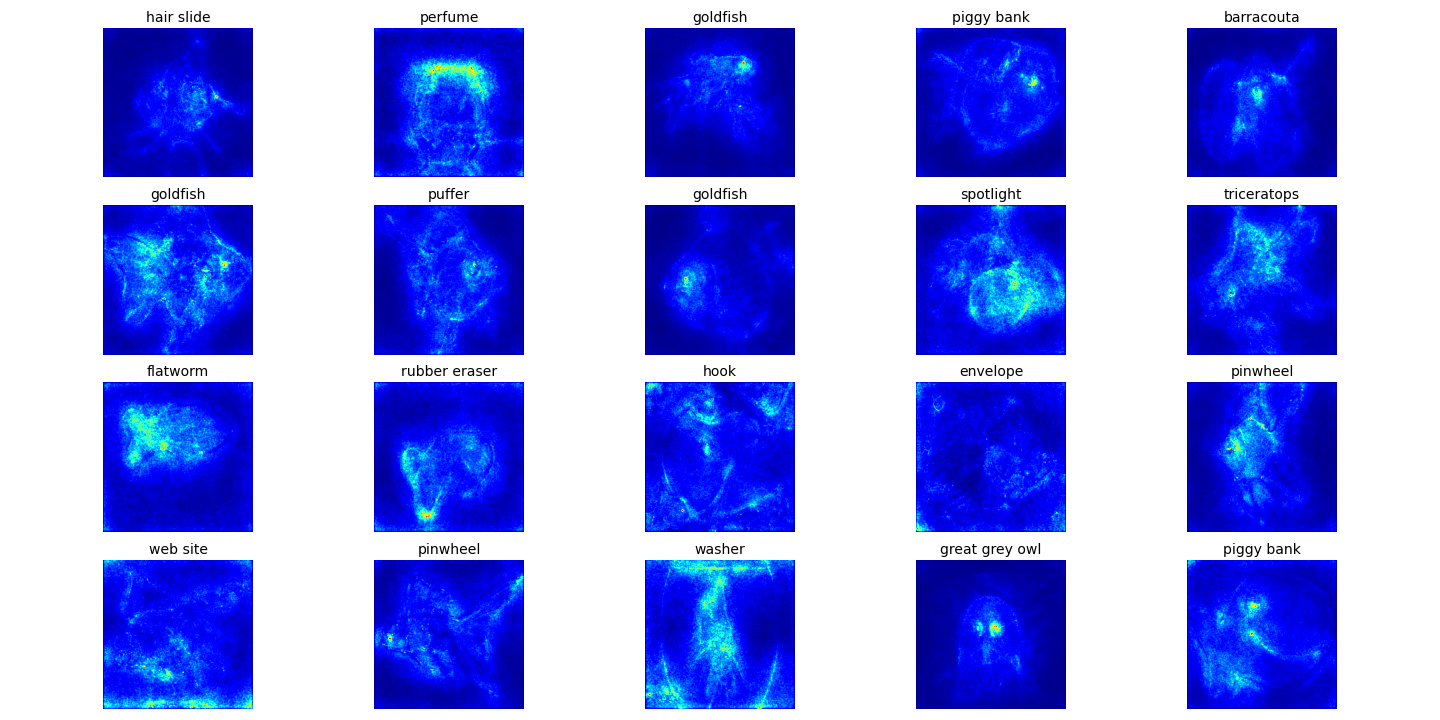 hair slide perfume goldfish piggy bank barracouta
goldfish puffer goldfish spotlight triceratops
flatworm rubber eraser hook envelope pinwheel
web site pinwheel washer great grey owl piggy bank